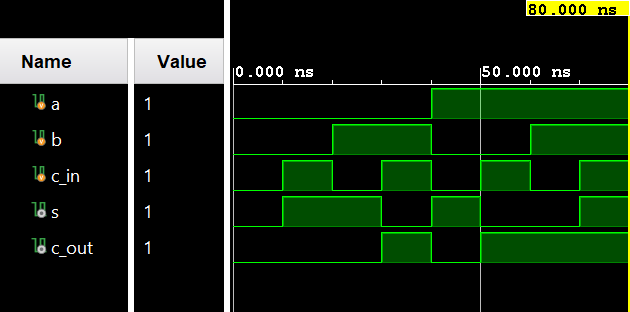 80.000 ns
Name Value
0.000 ns 50.000 ns
a 1
b 1
c_in 1
s 1
c_out 1